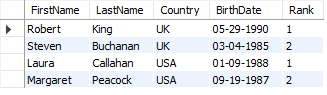 FirstName LastName Country BirthDate Rank
Robert King UK 05-29-1990 1
Steven Buchanan UK 03-04-1985 2
Laura Callahan USA 01-09-1988 1
Margaret Peacock USA 09-19-1987 2